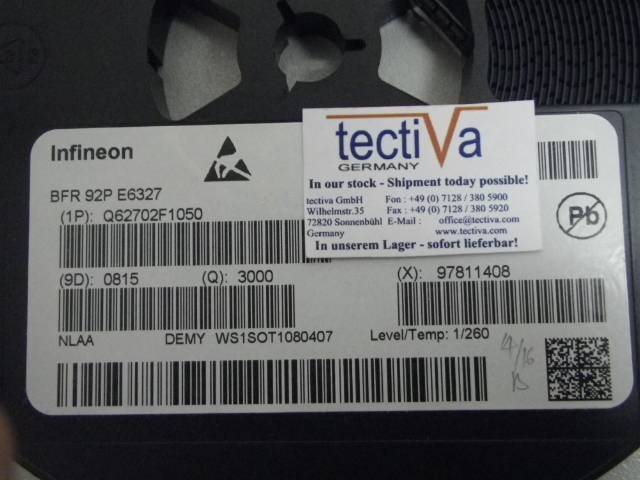 Infineon
BFR 92P E6327
(1P): Q62702F1050
(9D): 0815 (Q): 3000 (X): 97811408
NLAA DEMY WS1SOT1080407 Level/Temp: 1/260
Pb
4/16
tectiVa
GERMANY
In our stock - Shipment today possible!
tectiva GmbH Fon : +49 (0) 7128 / 380 5900
Wilhelmstr.35 Fax : +49 (0) 7128 / 380 5920
72820 Sonnenbühl E-Mail : office@tectiva.com
Germany www.tectiva.com
In unserem Lager - sofort lieferbar!